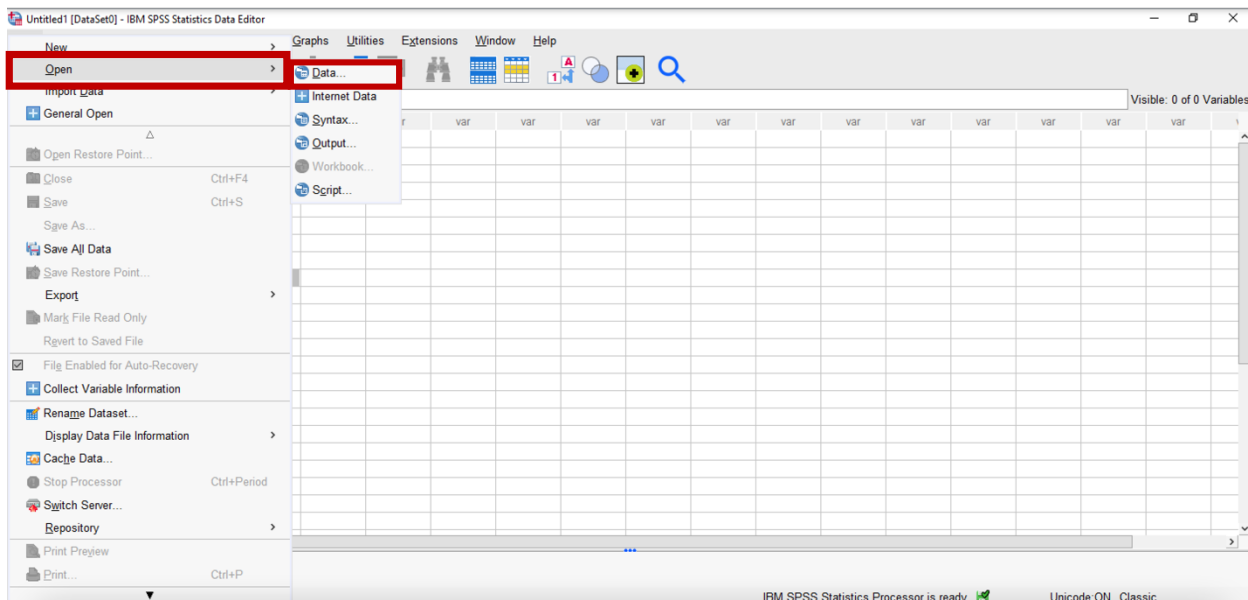 Untitled1 [DataSet0] - IBM SPSS Statistics Data Editor
Graphs Utilities Extensions Window Help
New
Open
Import Data
General Open
Open Restore Point...
Close Ctrl+F4
Save Ctrl+S
Save As...
Save All Data
Save Restore Point...
Export
Mark File Read Only
Revert to Saved File
File Enabled for Auto-Recovery
Collect Variable Information
Rename Dataset...
Display Data File Information
Cache Data...
Stop Processor Ctrl+Period
Switch Server...
Repository
Print Preview
Print... Ctrl+P
Data...
Internet Data
Syntax...
Output...
Workbook...
Script...
A
1
Visible: 0 of 0 Variables
var var var var var var var var var var var var
IBM SPSS Statistics Processor is ready Unicode:ON Classic